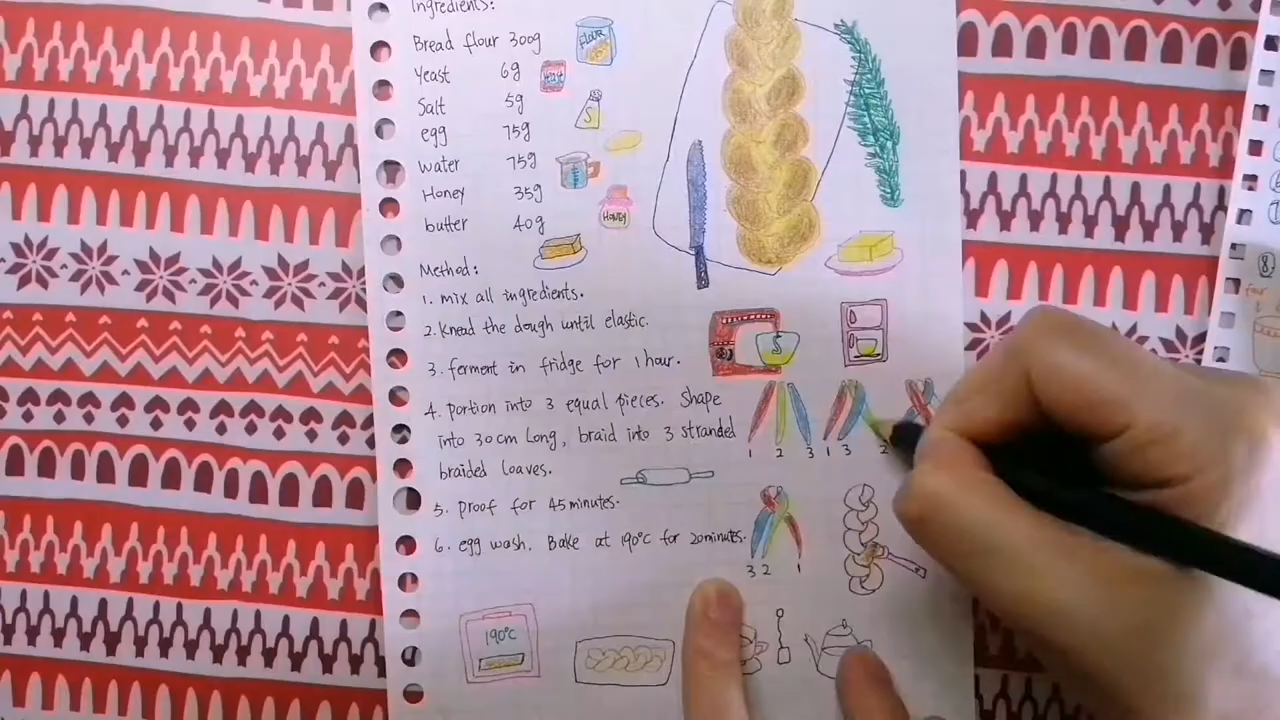 Ingredients:
Bread flour 300g
FLOUR
Yeast 6g
Yeast
Salt 5g
S
egg 75g
water 75g
Honey 35g
HONEY
butter 40g
Method:
1. mix all ingredients.
2. Knead the dough until elastic.
S
3. ferment in fridge for 1 hour.
4. portion into 3 equal pieces. Shape
into 30cm Long, braid into 3 stranded
1 2 3 1 3 2
braided loaves.
5. proof for 45 minutes.
6. egg wash. Bake at 190°C for 20minutes.
3 2 1
190°C
8.